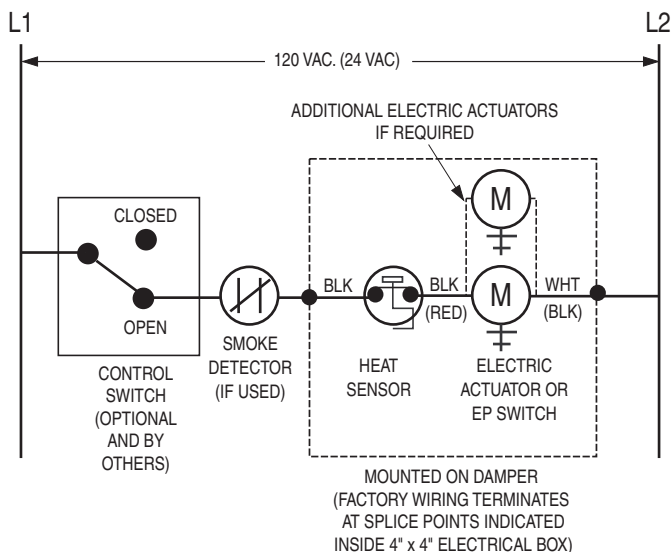 L1
L2
120 VAC. (24 VAC)
ADDITIONAL ELECTRIC ACTUATORS
IF REQUIRED
M
CLOSED
OPEN
BLK
BLK
(RED)
M
WHT
(BLK)
CONTROL
SWITCH
(OPTIONAL
AND BY
OTHERS)
SMOKE
DETECTOR
(IF USED)
HEAT
SENSOR
ELECTRIC
ACTUATOR OR
EP SWITCH
MOUNTED ON DAMPER
(FACTORY WIRING TERMINATES
AT SPLICE POINTS INDICATED
INSIDE 4" x 4" ELECTRICAL BOX)